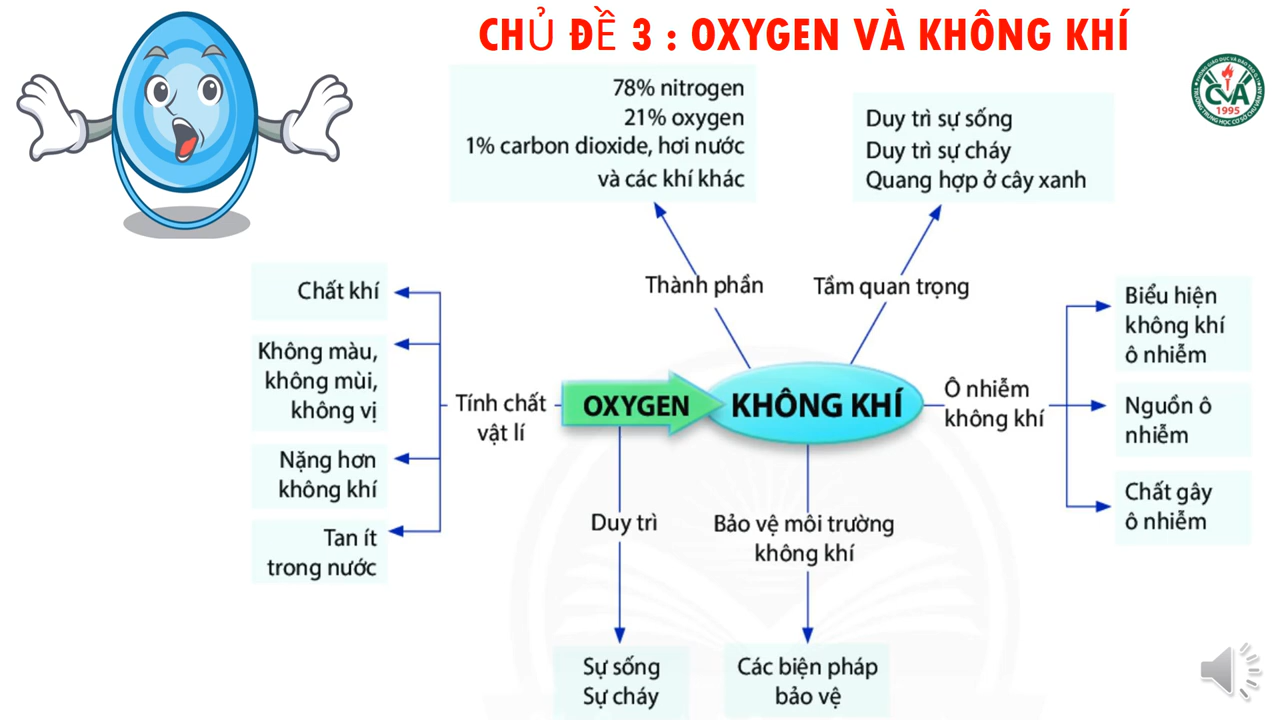 CHỦ ĐỀ 3 : OXYGEN VÀ KHÔNG KHÍ
CVA
1995
78% nitrogen
21% oxygen
1% carbon dioxide, hơi nước
và các khí khác
Duy trì sự sống
Duy trì sự cháy
Quang hợp ở cây xanh
Thành phần
Tầm quan trọng
Chất khí
Không màu,
không mùi,
không vị
Nặng hơn
không khí
Tan ít
trong nước
Tính chất
vật lí
OXYGEN
KHÔNG KHÍ
Ô nhiễm
không khí
Biểu hiện
không khí
ô nhiễm
Nguồn ô
nhiễm
Chất gây
ô nhiễm
Duy trì
Bảo vệ môi trường
không khí
Sự sống
Sự cháy
Các biện pháp
bảo vệ